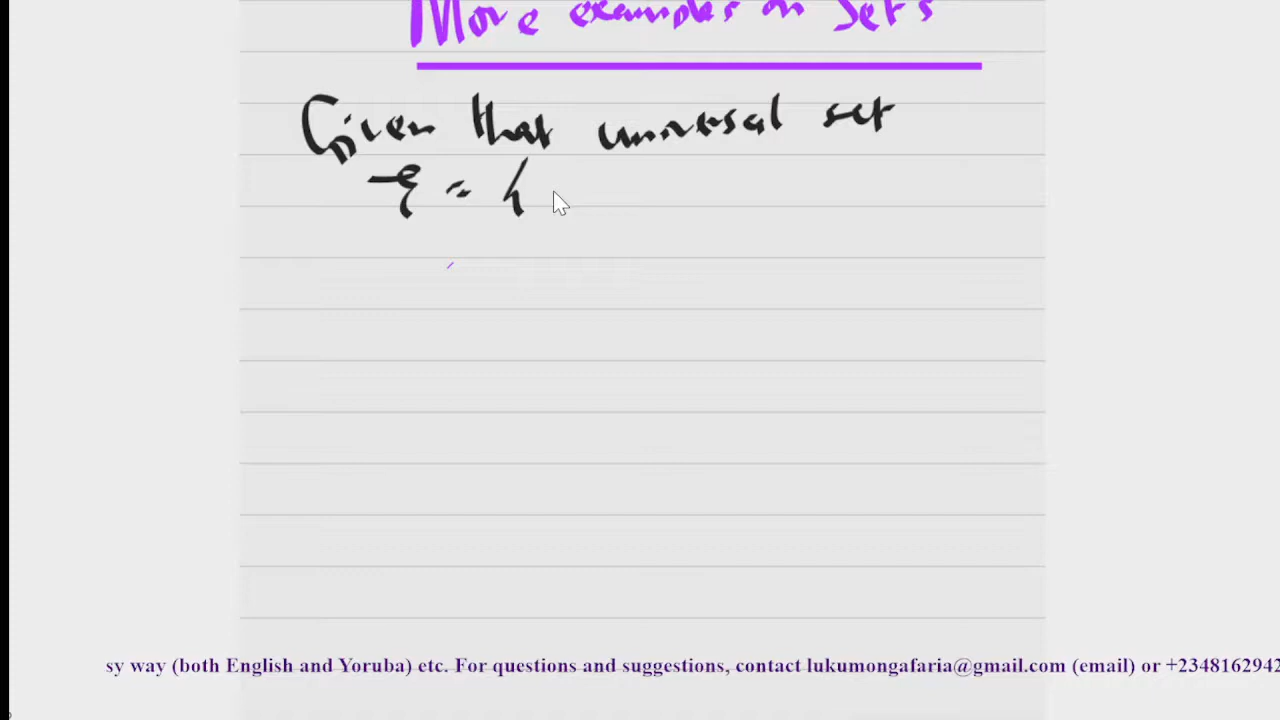 More examples on Sets
Given that universal set
ξ = {
sy way (both English and Yoruba) etc. For questions and suggestions, contact lukumongafaria@gmail.com (email) or +2348162942